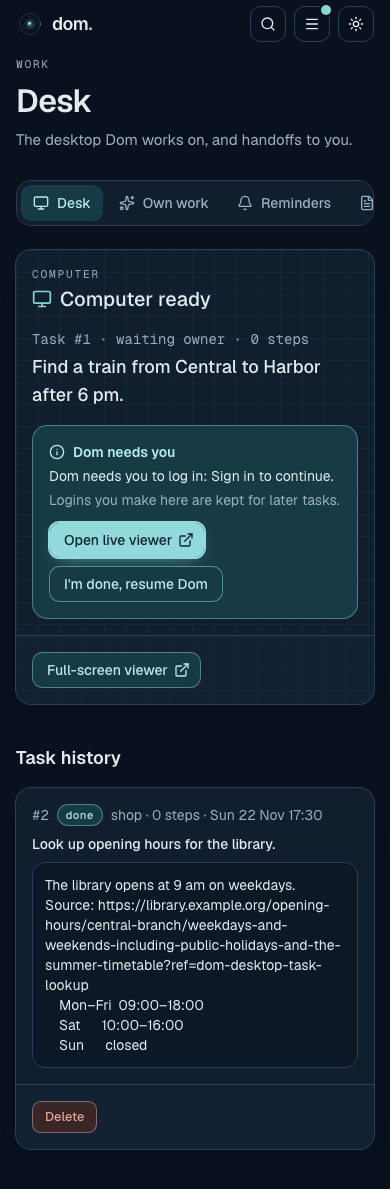 dom.
WORK
Desk
The desktop Dom works on, and handoffs to you.
Desk
Own work
Reminders
COMPUTER
Computer ready
Task #1 · waiting owner · 0 steps
Find a train from Central to Harbor
after 6 pm.
Dom needs you
Dom needs you to log in: Sign in to continue.
Logins you make here are kept for later tasks.
Open live viewer
I'm done, resume Dom
Full-screen viewer
Task history
#2 done shop · 0 steps · Sun 22 Nov 17:30
Look up opening hours for the library.
The library opens at 9 am on weekdays.
Source: https://library.example.org/opening-
hours/central-branch/weekdays-and-
weekends-including-public-holidays-and-the-
summer-timetable?ref=dom-desktop-task-
lookup
Mon–Fri 09:00–18:00
Sat 10:00–16:00
Sun closed
Delete